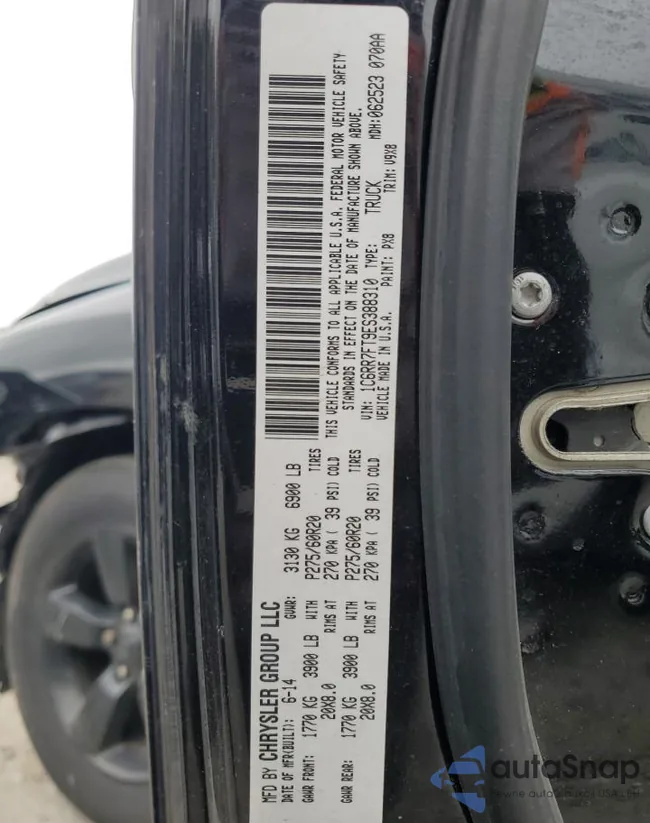 MFD BY CHRYSLER GROUP LLC
DATE OF MFR(BUILT): 6-14 GVWR: 3130 KG 6900 LB
GAWR FRONT: 1770 KG 3900 LB WITH P275/60R20 TIRES
20X8.0 RIMS AT 270 KPA ( 39 PSI) COLD
GAWR REAR: 1770 KG 3900 LB WITH P275/60R20 TIRES
20X8.0 RIMS AT 270 KPA ( 39 PSI) COLD
THIS VEHICLE CONFORMS TO ALL APPLICABLE U.S.A. FEDERAL MOTOR VEHICLE SAFETY
STANDARDS IN EFFECT ON THE DATE OF MANUFACTURE SHOWN ABOVE.
VIN: 1C6RR7FT9ES388310 TYPE: TRUCK MDH:062523 070AA
VEHICLE MADE IN U.S.A. PAINT: PX8 TRIM: V9X8
autoSnap